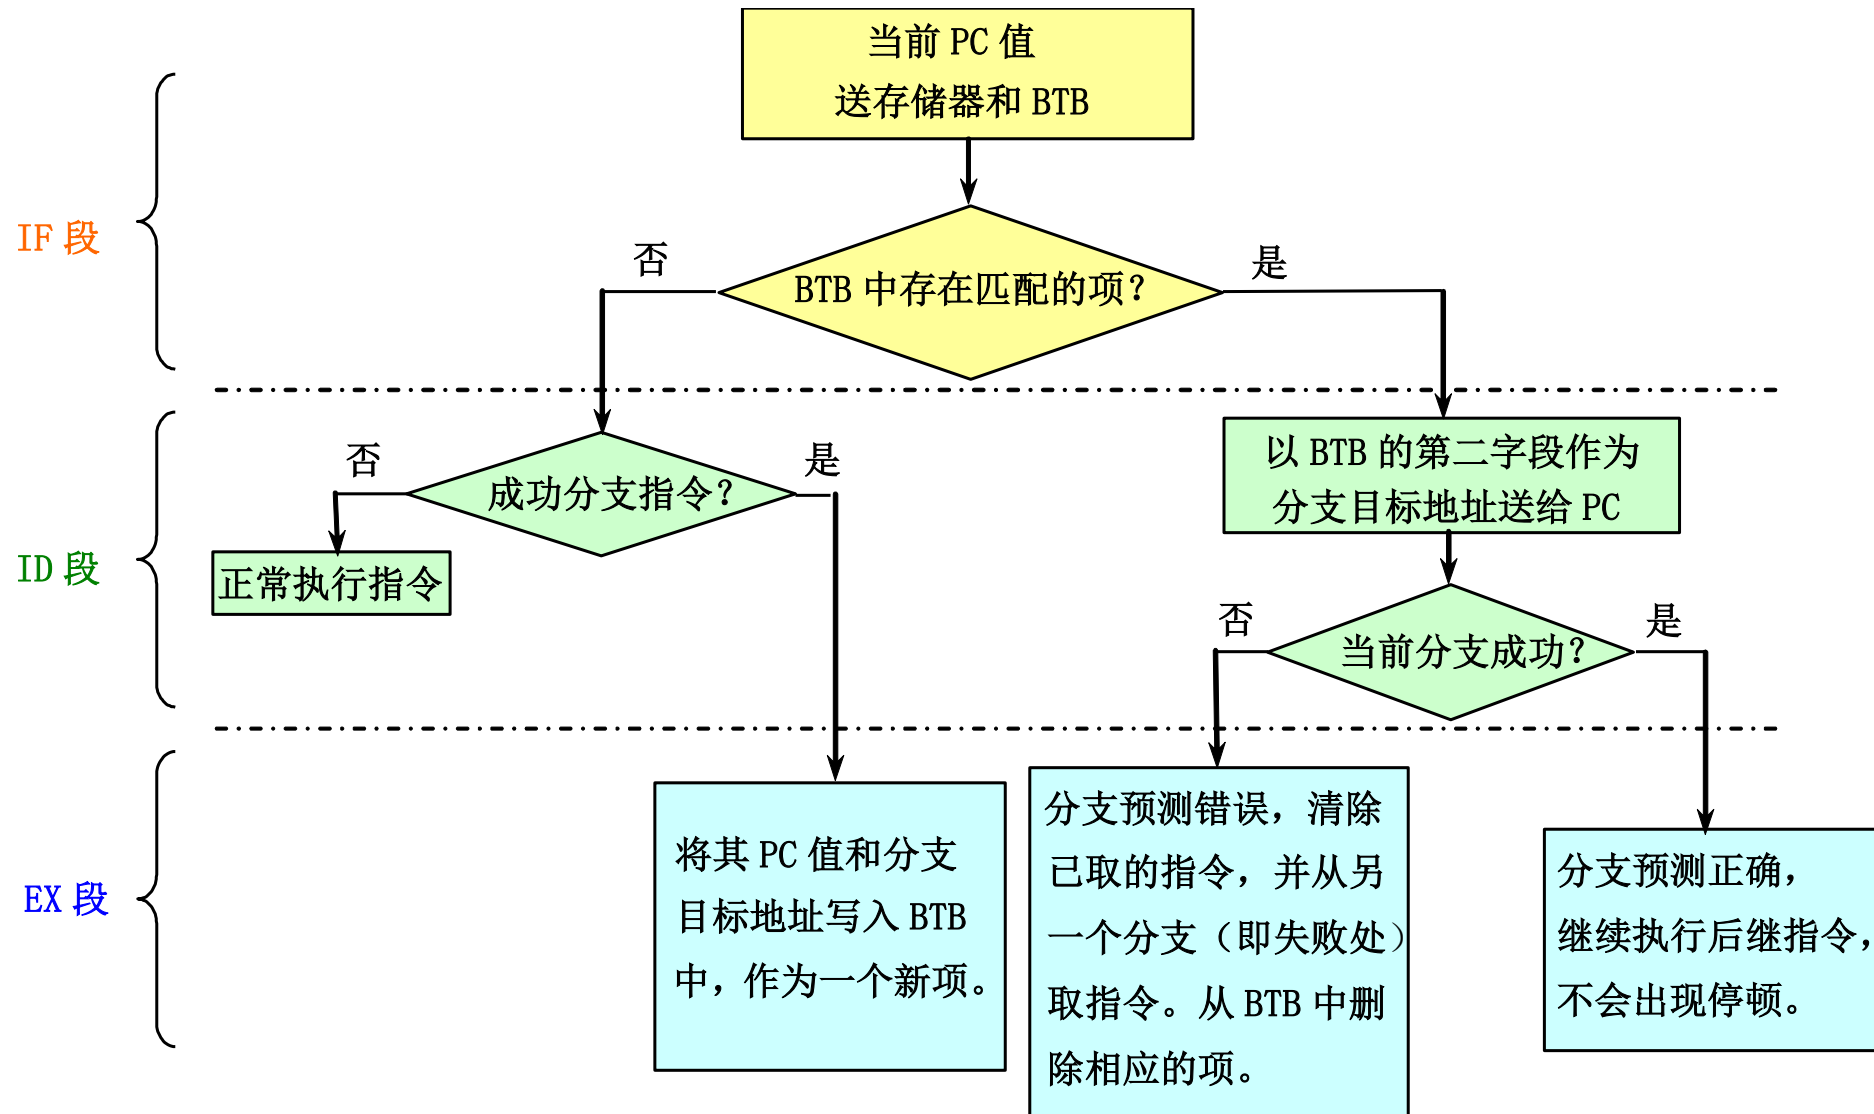 当前 PC 值
送存储器和 BTB
IF 段
否
是
BTB 中存在匹配的项？
否
是
成功分支指令？
以 BTB 的第二字段作为
分支目标地址送给 PC
ID 段
正常执行指令
否
是
当前分支成功？
EX 段
将其 PC 值和分支
目标地址写入 BTB
中，作为一个新项。
分支预测错误，清除
已取的指令，并从另
一个分支（即失败处）
取指令。从 BTB 中删
除相应的项。
分支预测正确，
继续执行后继指令，
不会出现停顿。